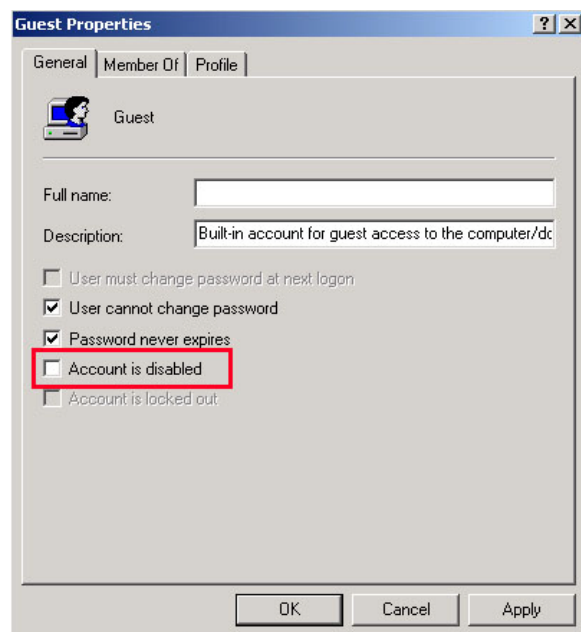 Guest Properties
General Member Of Profile
Guest
Full name:
Description: Built-in account for guest access to the computer/dc
User must change password at next logon
User cannot change password
Password never expires
Account is disabled
Account is locked out
OK Cancel Apply